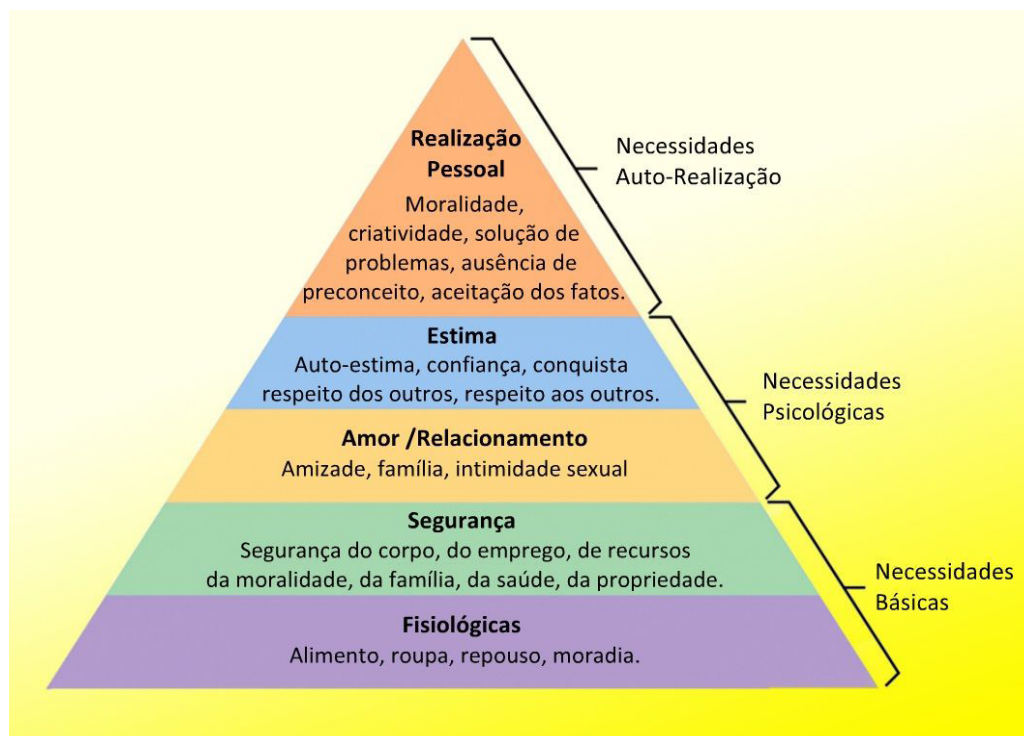 Realização
Pessoal
Moralidade,
criatividade, solução de
problemas, ausência de
preconceito, aceitação dos fatos.
Necessidades
Auto-Realização
Estima
Auto-estima, confiança, conquista
respeito dos outros, respeito aos outros.
Amor /Relacionamento
Amizade, família, intimidade sexual
Necessidades
Psicológicas
Segurança
Segurança do corpo, do emprego, de recursos
da moralidade, da família, da saúde, da propriedade.
Fisiológicas
Alimento, roupa, repouso, moradia.
Necessidades
Básicas